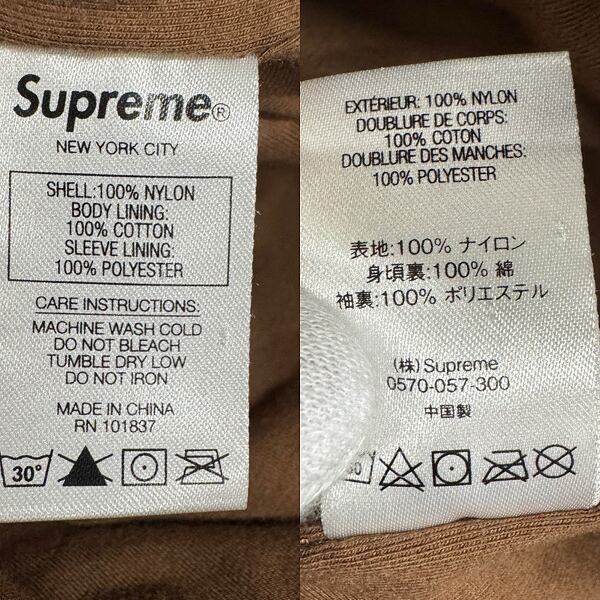 Supreme®
NEW YORK CITY
SHELL:100% NYLON
BODY LINING:
100% COTTON
SLEEVE LINING:
100% POLYESTER
CARE INSTRUCTIONS:
MACHINE WASH COLD
DO NOT BLEACH
TUMBLE DRY LOW
DO NOT IRON
MADE IN CHINA
RN 101837
30°
EXTÉRIEUR: 100% NYLON
DOUBLURE DE CORPS:
100% COTON
DOUBLURE DES MANCHES:
100% POLYESTER
表地:100% ナイロン
身頃裏:100% 綿
袖裏:100% ポリエステル
(株) Supreme
0570-057-300
中国製